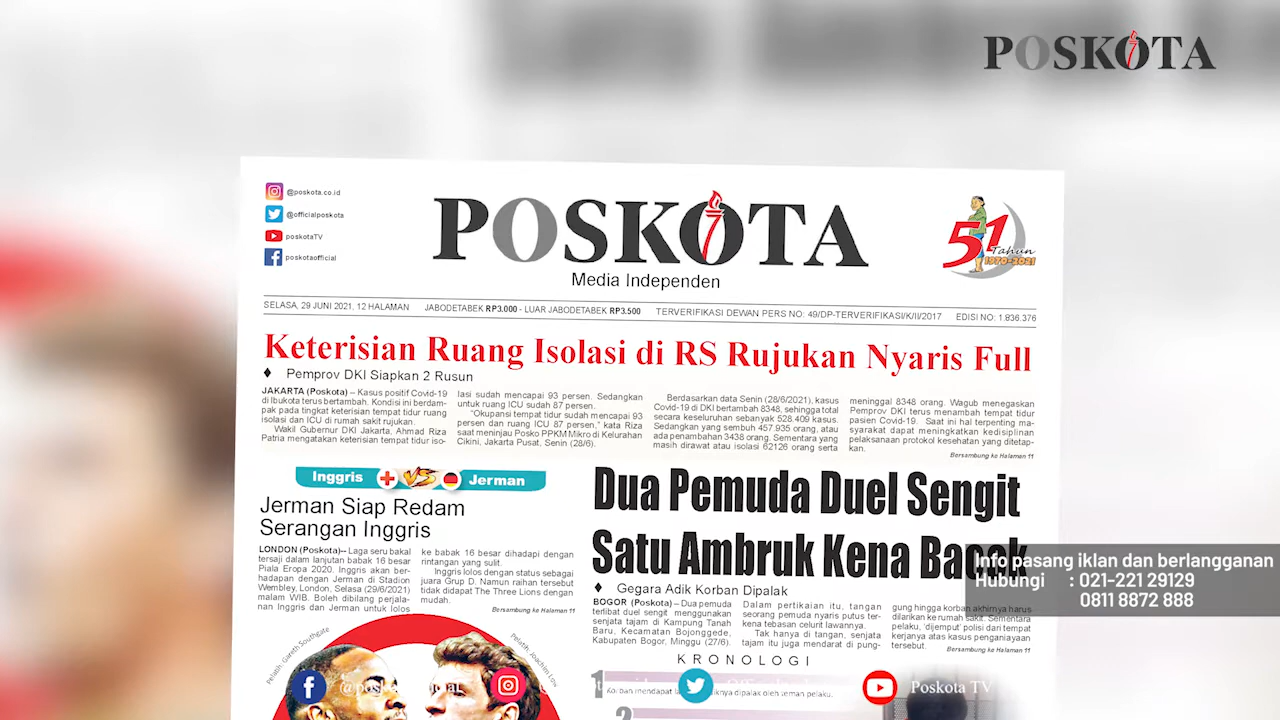 POSKOTA
@poskota.co.id
@officialposkota
poskotaTV
poskotaofficial
POSKOTA
Media Independen
51
Tahun
1970-2021
SELASA, 29 JUNI 2021, 12 HALAMAN JABODETABEK RP3.000 - LUAR JABODETABEK RP3.500 TERVERIFIKASI DEWAN PERS NO: 49/DP-TERVERIFIKASI/K/II/2017 EDISI NO: 1.836.376
Keterisian Ruang Isolasi di RS Rujukan Nyaris Full
♦ Pemprov DKI Siapkan 2 Rusun
JAKARTA (Poskota) – Kasus positif Covid-19
di Ibukota terus bertambah. Kondisi ini berdam-
pak pada tingkat keterisian tempat tidur ruang
isolasi dan ICU di rumah sakit rujukan.
Wakil Gubernur DKI Jakarta, Ahmad Riza
Patria mengatakan keterisian tempat tidur iso-
lasi sudah mencapai 93 persen. Sedangkan
untuk ruang ICU sudah 87 persen.
“Okupansi tempat tidur sudah mencapai 93
persen dan ruang ICU 87 persen,” kata Riza
saat meninjau Posko PPKM Mikro di Kelurahan
Cikini, Jakarta Pusat, Senin (28/6).
Berdasarkan data Senin (28/6/2021), kasus
Covid-19 di DKI bertambah 8348, sehingga total
secara keseluruhan sebanyak 528.409 kasus.
Sedangkan yang sembuh 457.935 orang, atau
ada penambahan 3438 orang. Sementara yang
masih dirawat atau isolasi 62126 orang serta
meninggal 8348 orang. Wagub menegaskan
Pemprov DKI terus menambah tempat tidur
pasien Covid-19. Saat ini hal terpenting ma-
syarakat dapat meningkatkan kedisiplinan
pelaksanaan protokol kesehatan yang ditetap-
kan.
Bersambung ke Halaman 11
Inggris VS Jerman
Jerman Siap Redam
Serangan Inggris
LONDON (Poskota)-- Laga seru bakal
tersaji dalam lanjutan babak 16 besar
Piala Eropa 2020. Inggris akan ber-
hadapan dengan Jerman di Stadion
Wembley, London, Selasa (29/6/2021)
malam WIB. Boleh dibilang perjala-
nan Inggris dan Jerman untuk lolos
ke babak 16 besar dihadapi dengan
rintangan yang sulit.
Inggris lolos dengan status sebagai
juara Grup D. Namun raihan tersebut
tidak didapat The Three Lions dengan
mudah.
Bersambung ke Halaman 11
Pelatih: Gareth Southgate
Pelatih: Joachim Low
Dua Pemuda Duel Sengit
Satu Ambruk Kena Bacok
♦ Gegara Adik Korban Dipalak
BOGOR (Poskota) – Dua pemuda
terlibat duel sengit menggunakan
senjata tajam di Kampung Tanah
Baru, Kecamatan Bojonggede,
Kabupaten Bogor, Minggu (27/6).
Dalam pertikaian itu, tangan
seorang pemuda nyaris putus ter-
kena tebasan celurit lawannya.
Tak hanya di tangan, senjata
tajam itu juga mendarat di pung-
gung hingga korban akhirnya harus
dilarikan ke rumah sakit. Sementara
pelaku, 'dijemput' polisi dari tempat
kerjanya atas kasus penganiayaan
tersebut.
Bersambung ke Halaman 11
KRONOLOGI
1
Korban mendapat dipalak oleh teman pelaku.
2
Info pasang iklan dan berlangganan
Hubungi : 021-221 29129
0811 8872 888
Poskota TV